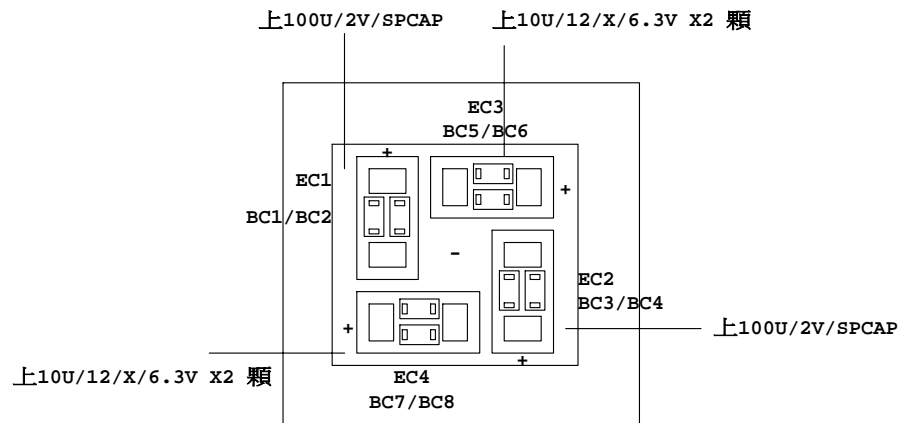 上100U/2V/SPCAP
上10U/12/X/6.3V X2 顆
EC3
BC5/BC6
+
EC1
+
BC1/BC2
-
EC2
BC3/BC4
+
上100U/2V/SPCAP
+
上10U/12/X/6.3V X2 顆
EC4
BC7/BC8